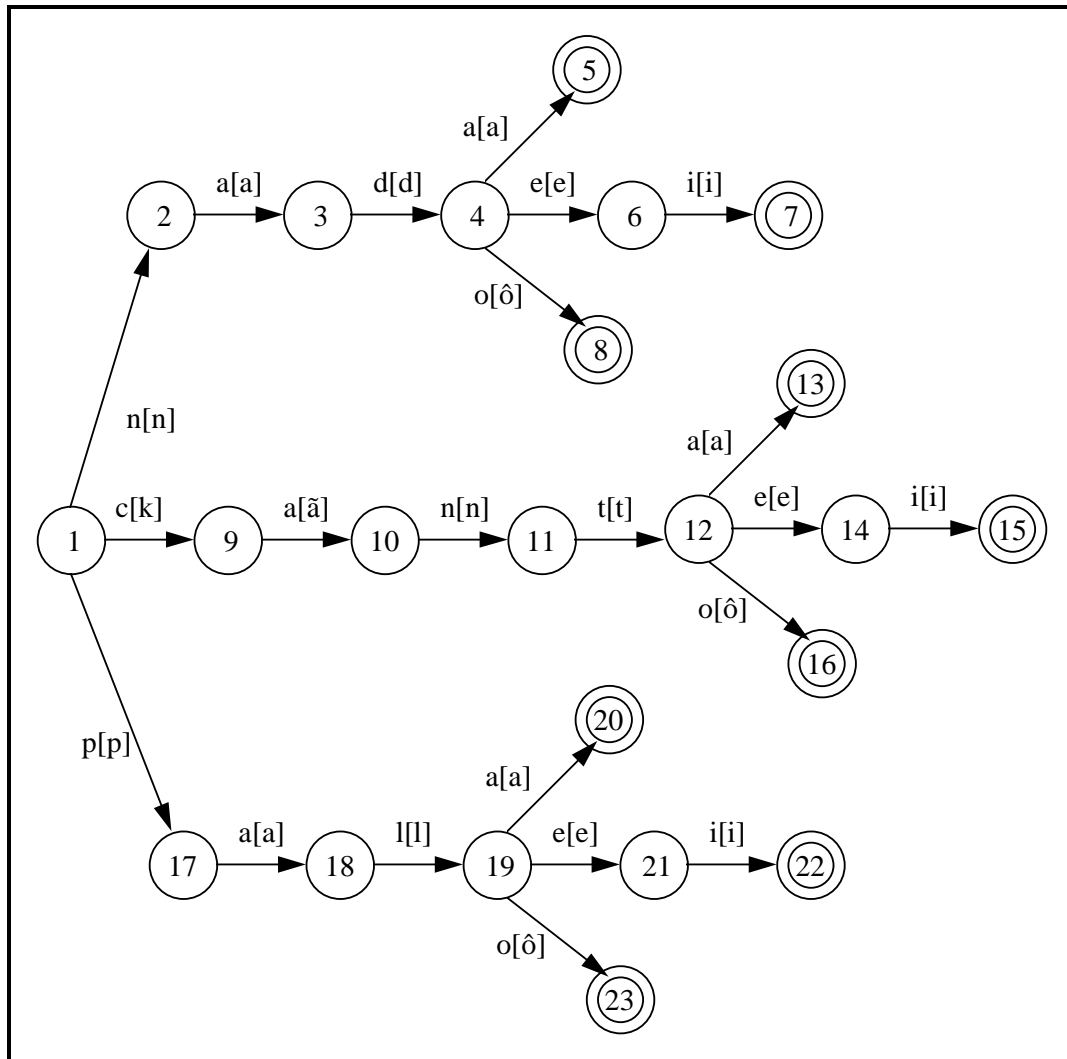 5
a[a]
a[a] d[d] e[e] i[i]
2 3 4 6 7
o[ô]
8
13
n[n]
a[a]
c[k] a[ã] n[n] t[t] e[e] i[i]
1 9 10 11 12 14 15
o[ô]
16
20
p[p]
a[a]
a[a] l[l] e[e] i[i]
17 18 19 21 22
o[ô]
23